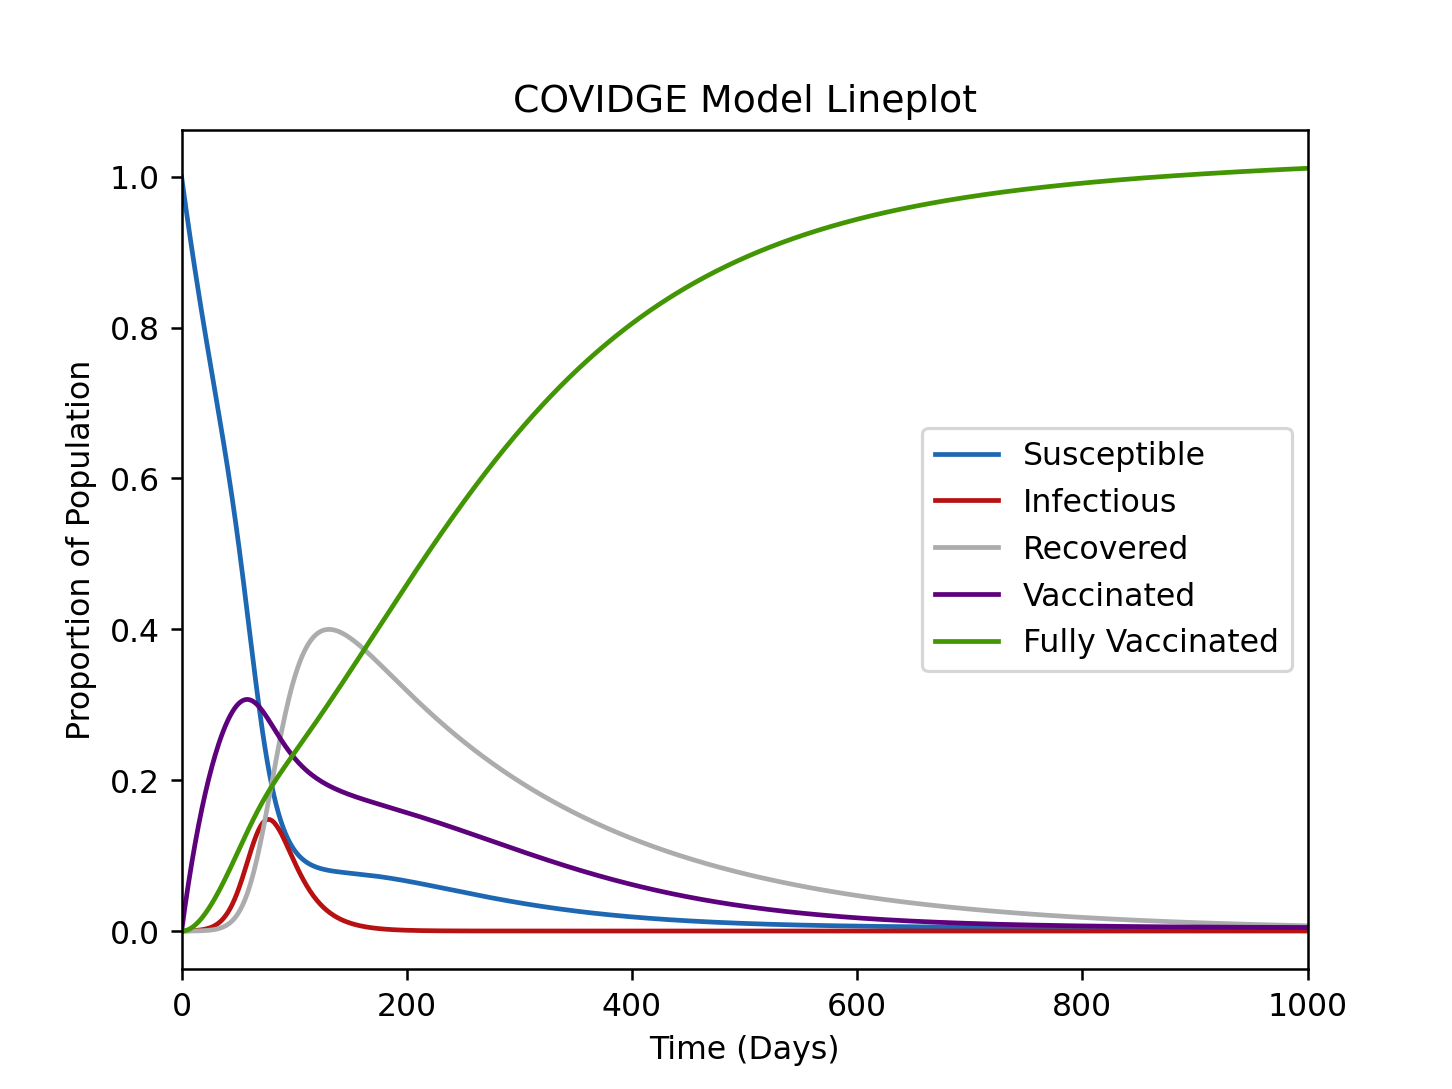 COVIDGE Model Lineplot
Proportion of Population
1.0
0.8
0.6
0.4
0.2
0.0
Susceptible
Infectious
Recovered
Vaccinated
Fully Vaccinated
0 200 400 600 800 1000
Time (Days)